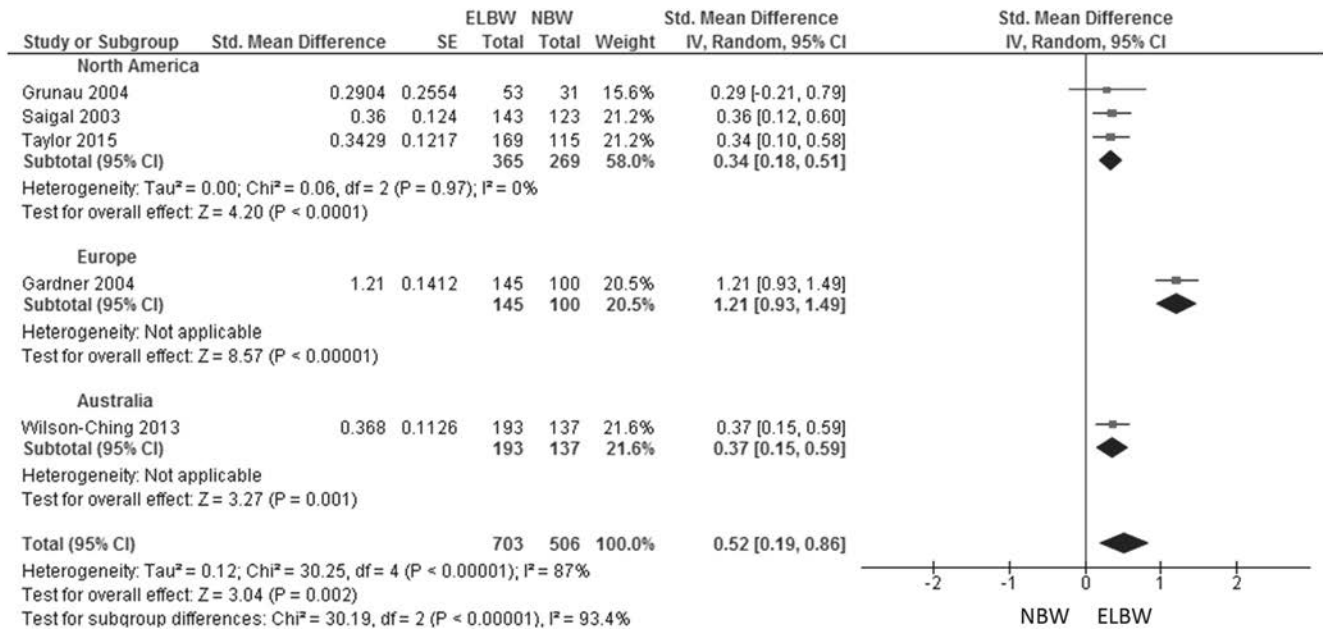 ELBW NBW Std. Mean Difference Std. Mean Difference
Study or Subgroup Std. Mean Difference SE Total Total Weight IV, Random, 95% CI IV, Random, 95% CI
North America
Grunau 2004 0.2904 0.2554 53 31 15.6% 0.29 [-0.21, 0.79]
Saigal 2003 0.36 0.124 143 123 21.2% 0.36 [0.12, 0.60]
Taylor 2015 0.3429 0.1217 169 115 21.2% 0.34 [0.10, 0.58]
Subtotal (95% CI) 365 269 58.0% 0.34 [0.18, 0.51]
Heterogeneity: Tau² = 0.00; Chi² = 0.06, df = 2 (P = 0.97); I² = 0%
Test for overall effect: Z = 4.20 (P < 0.0001)
Europe
Gardner 2004 1.21 0.1412 145 100 20.5% 1.21 [0.93, 1.49]
Subtotal (95% CI) 145 100 20.5% 1.21 [0.93, 1.49]
Heterogeneity: Not applicable
Test for overall effect: Z = 8.57 (P < 0.00001)
Australia
Wilson-Ching 2013 0.368 0.1126 193 137 21.6% 0.37 [0.15, 0.59]
Subtotal (95% CI) 193 137 21.6% 0.37 [0.15, 0.59]
Heterogeneity: Not applicable
Test for overall effect: Z = 3.27 (P = 0.001)
Total (95% CI) 703 506 100.0% 0.52 [0.19, 0.86]
Heterogeneity: Tau² = 0.12; Chi² = 30.25, df = 4 (P < 0.00001); I² = 87%
Test for overall effect: Z = 3.04 (P = 0.002)
Test for subgroup differences: Chi² = 30.19, df = 2 (P < 0.00001), I² = 93.4%
-2 -1 0 1 2
NBW ELBW